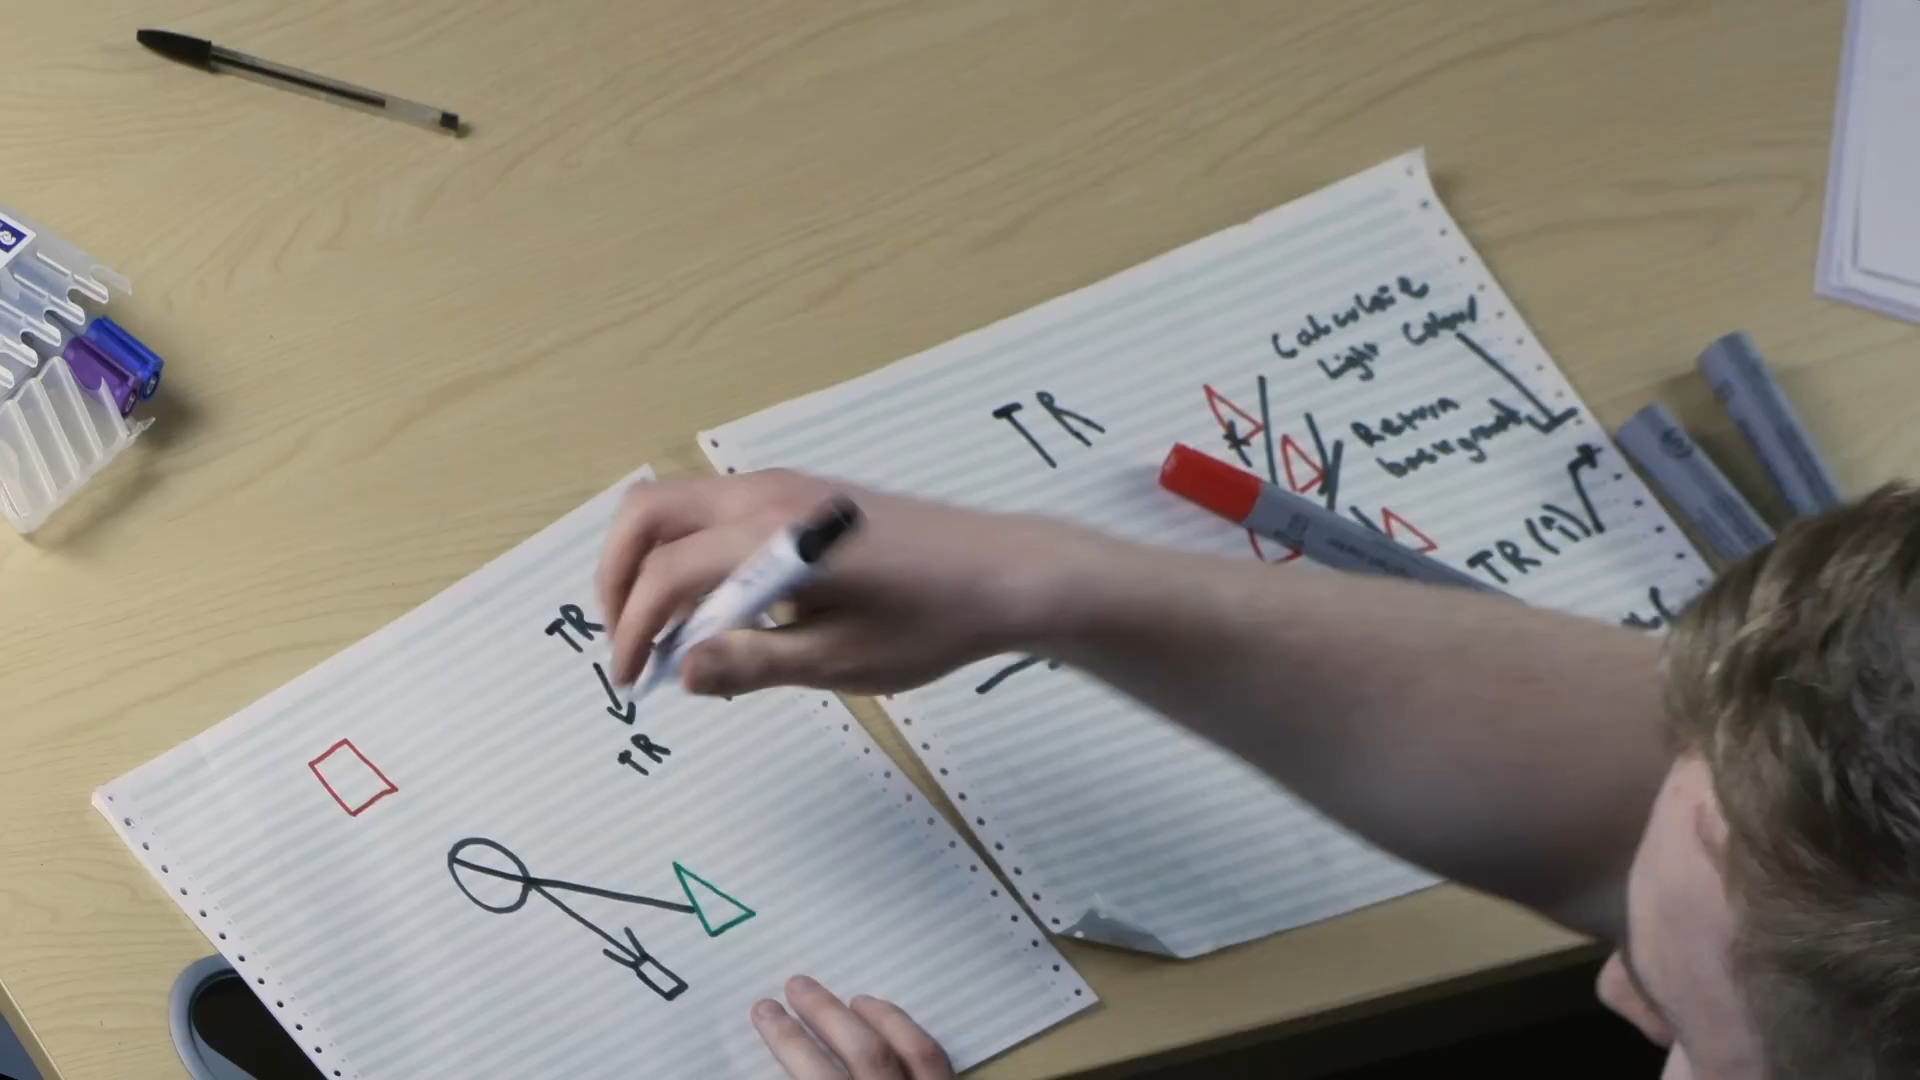 TR
Calculate
Light Colour
Return
background
TR(î)
TR
TR